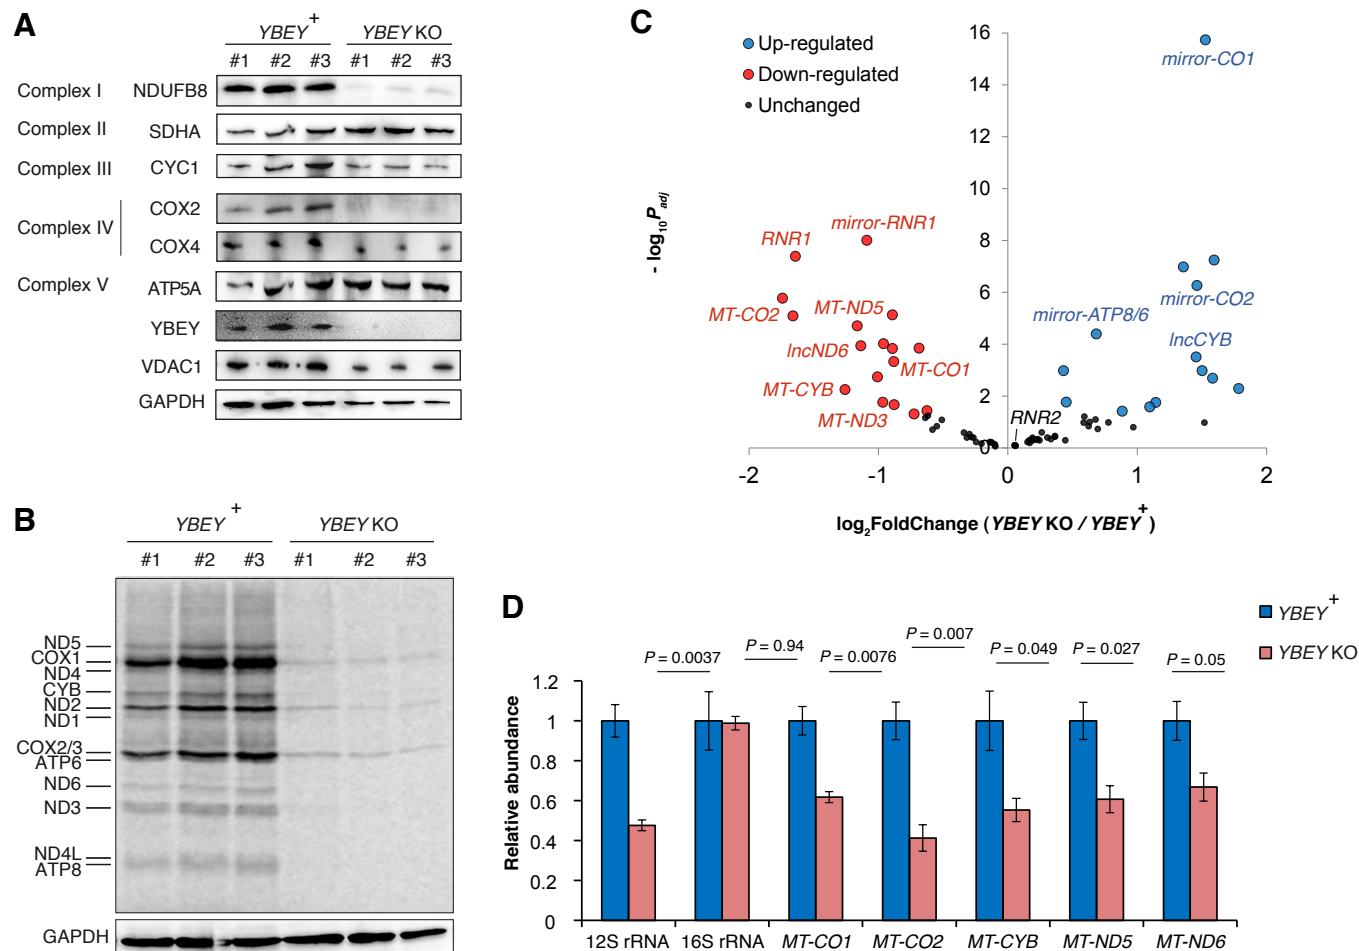 A
YBEY+ YBEY KO
#1 #2 #3 #1 #2 #3
Complex I NDUFB8
Complex II SDHA
Complex III CYC1
Complex IV COX2
COX4
Complex V ATP5A
YBEY
VDAC1
GAPDH
B
YBEY+ YBEY KO
#1 #2 #3 #1 #2 #3
ND5
COX1
ND4
CYB
ND2
ND1
COX2/3
ATP6
ND6
ND3
ND4L
ATP8
GAPDH
C
Up-regulated
Down-regulated
Unchanged
16
14
12
10
8
6
4
2
0
- log10Padj
mirror-CO1
mirror-RNR1
RNR1
MT-CO2
MT-ND5
mirror-ATP8/6
mirror-CO2
lncND6
lncCYB
MT-CO1
MT-CYB
MT-ND3
RNR2
-2 -1 0 1 2
log2FoldChange (YBEY KO / YBEY+)
D
YBEY+
YBEY KO
P = 0.0037
P = 0.94
P = 0.0076
P = 0.007
P = 0.049
P = 0.027
P = 0.05
Relative abundance
1.2
1
0.8
0.6
0.4
0.2
0
12S rRNA 16S rRNA MT-CO1 MT-CO2 MT-CYB MT-ND5 MT-ND6